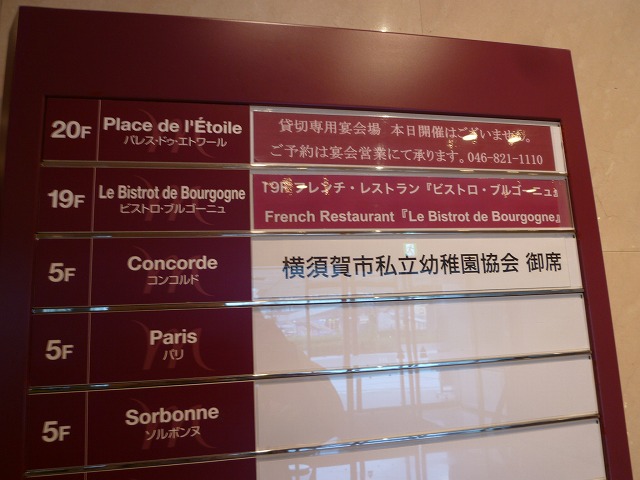 20F
Place de l'Étoile
パレス・ドゥ・エトワール
貸切専用宴会場 本日開催はございません。
ご予約は宴会営業にて承ります。046-821-1110
19F
Le Bistrot de Bourgogne
ビストロ・ブルゴーニュ
19F フレンチ・レストラン『ビストロ・ブルゴーニュ』
French Restaurant『Le Bistrot de Bourgogne』
5F
Concorde
コンコルド
横須賀市私立幼稚園協会 御席
5F
Paris
パリ
5F
Sorbonne
ソルボンヌ